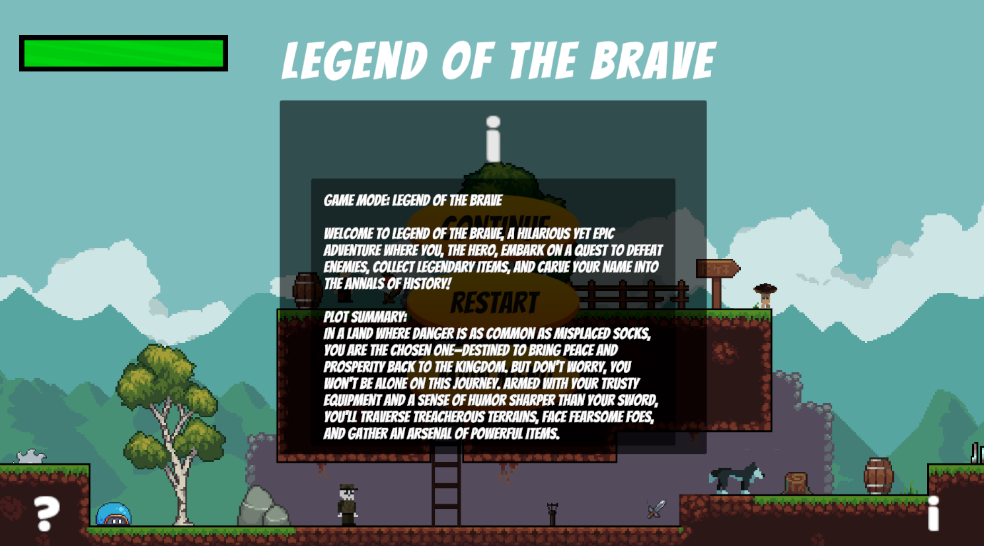 LEGEND OF THE BRAVE
i
GAME MODE: LEGEND OF THE BRAVE
CONTINUE
WELCOME TO LEGEND OF THE BRAVE, A HILARIOUS YET EPIC
ADVENTURE WHERE YOU, THE HERO, EMBARK ON A QUEST TO DEFEAT
ENEMIES, COLLECT LEGENDARY ITEMS, AND CARVE YOUR NAME INTO
THE ANNALS OF HISTORY!
RESTART
PLOT SUMMARY:
IN A LAND WHERE DANGER IS AS COMMON AS MISPLACED SOCKS,
YOU ARE THE CHOSEN ONE—DESTINED TO BRING PEACE AND
PROSPERITY BACK TO THE KINGDOM. BUT DON'T WORRY, YOU
WON'T BE ALONE ON THIS JOURNEY. ARMED WITH YOUR TRUSTY
EQUIPMENT AND A SENSE OF HUMOR SHARPER THAN YOUR SWORD,
YOU'LL TRAVERSE TREACHEROUS TERRAINS, FACE FEARSOME FOES,
AND GATHER AN ARSENAL OF POWERFUL ITEMS.
?
i